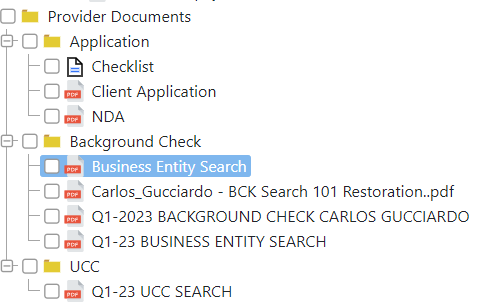 Provider Documents
Application
Checklist
Client Application
NDA
Background Check
Business Entity Search
Carlos_Gucciardo - BCK Search 101 Restoration..pdf
Q1-2023 BACKGROUND CHECK CARLOS GUCCIARDO
Q1-23 BUSINESS ENTITY SEARCH
UCC
Q1-23 UCC SEARCH